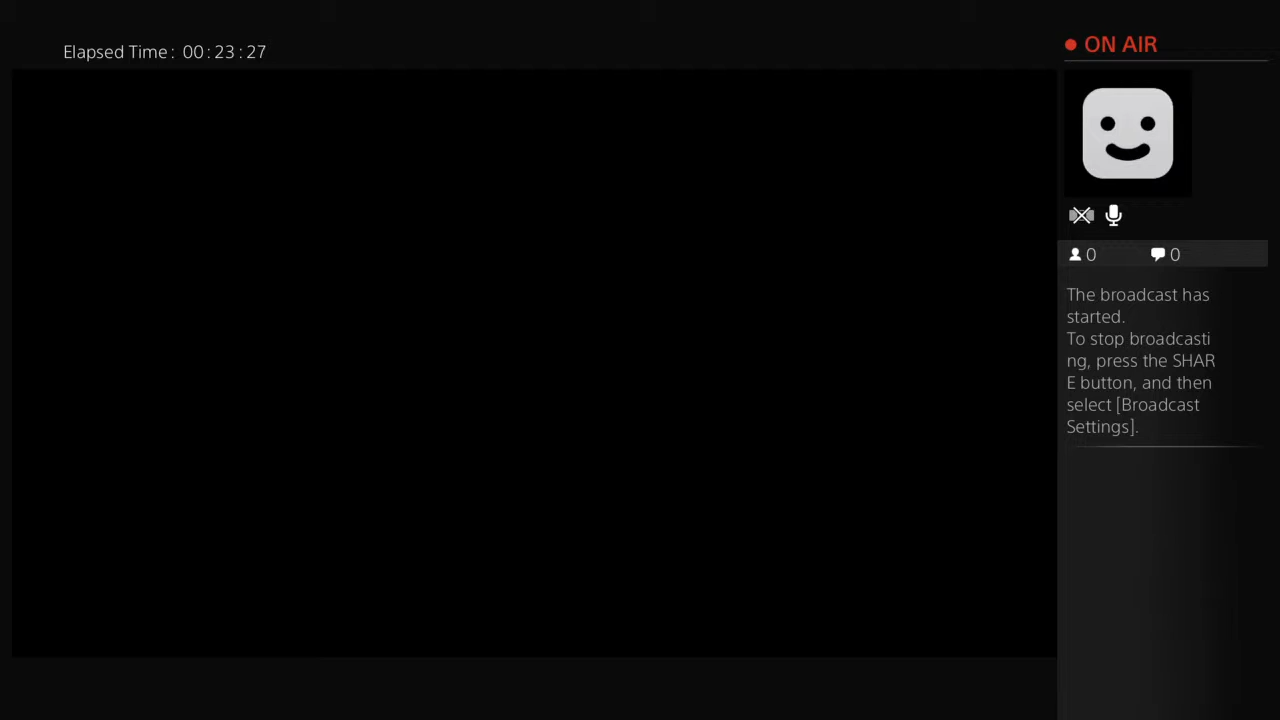 Elapsed Time: 00:23:27
ON AIR
0 0
The broadcast has
started.
To stop broadcasti
ng, press the SHAR
E button, and then
select [Broadcast
Settings].